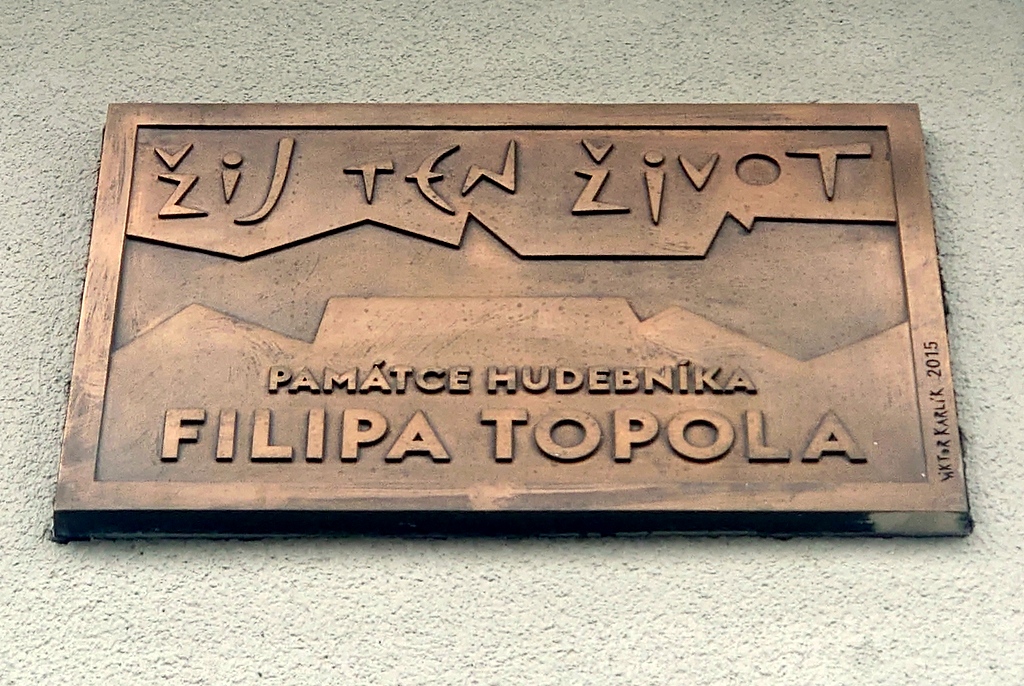 ŽiJ TEN ŽiVOT
PAMÁTCE HUDEBNÍKA
FILIPA TOPOLA
VIKTOR KARLÍK 2015